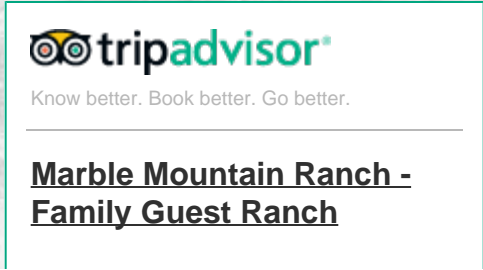 tripadvisor®
Know better. Book better. Go better.
Marble Mountain Ranch -
Family Guest Ranch